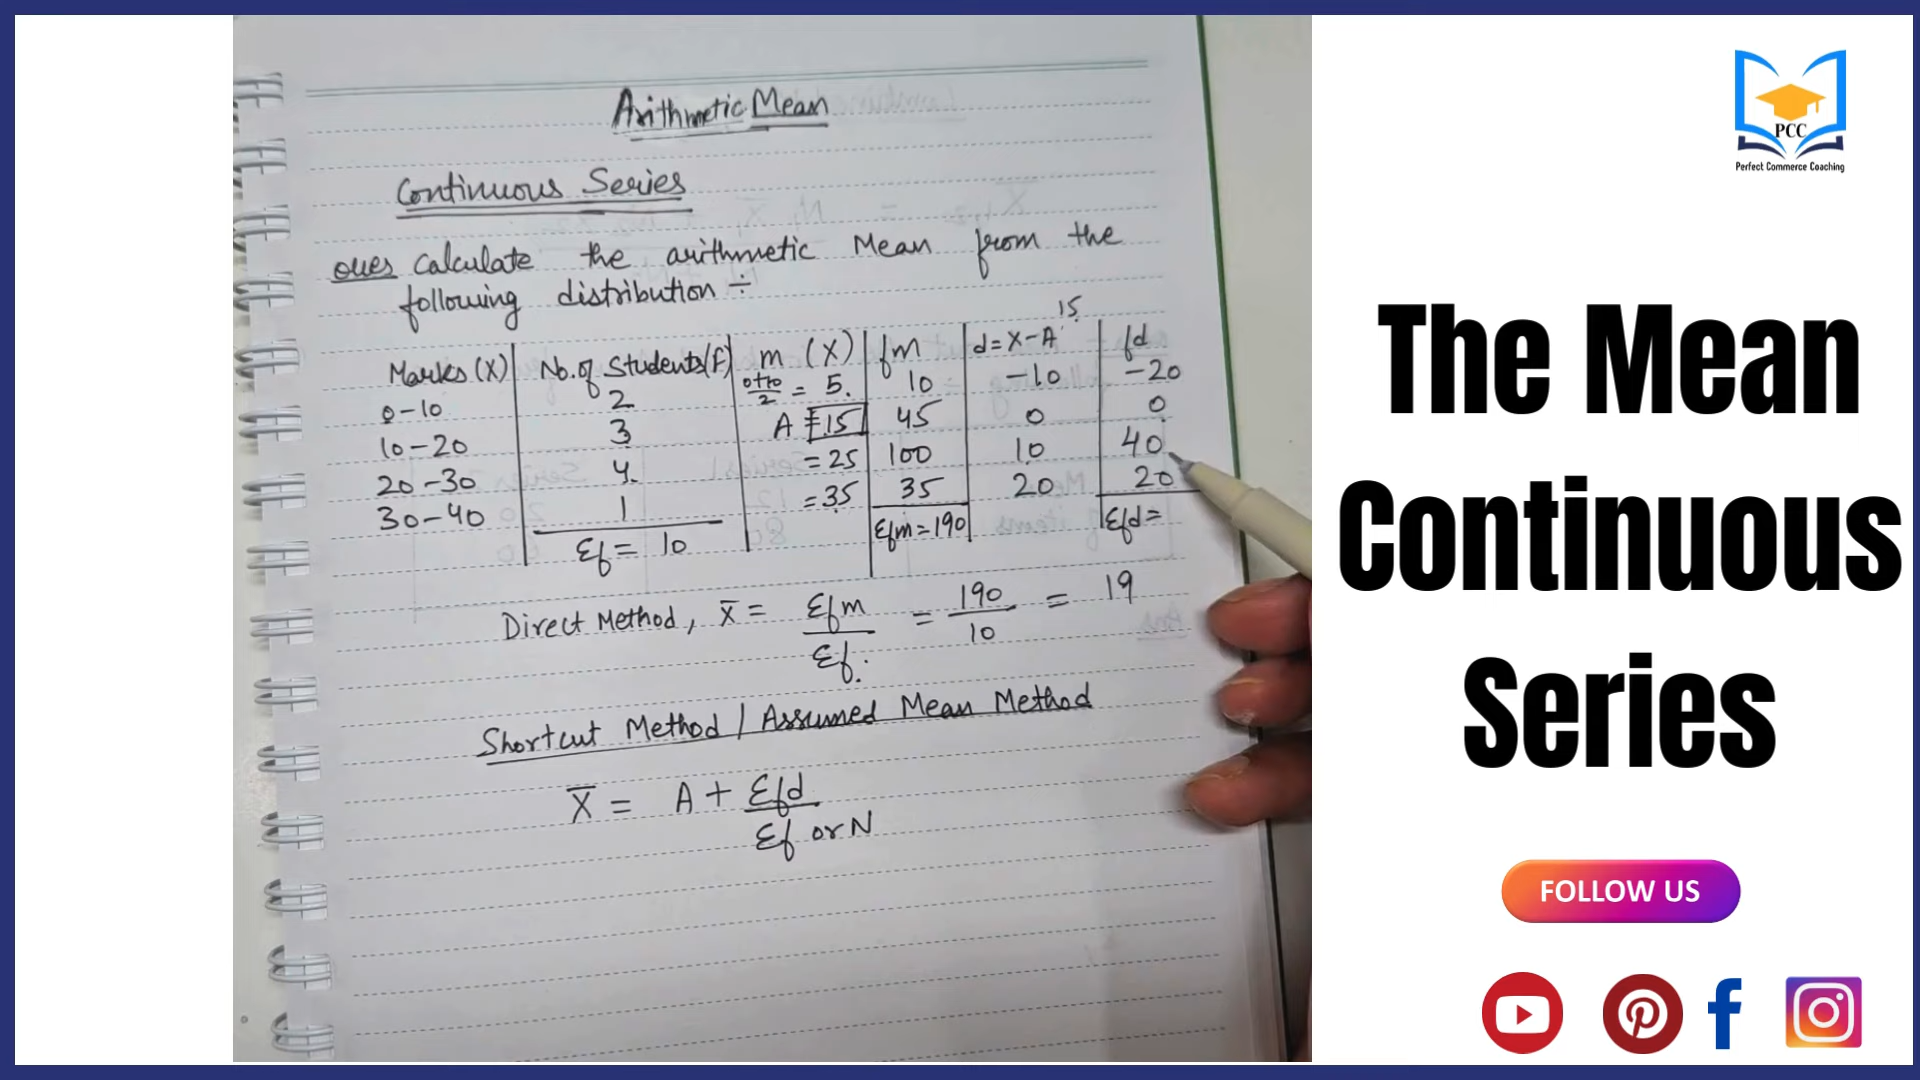 Arithmetic Mean
Continuous Series
Ques Calculate the arithmetic Mean from the
following distribution ÷
15
Marks (X) No. of Students (F) m (X) fm d=X-A fd
0-10 2 0+10/2 = 5. 10 -10 -20
10-20 3 A = 15 45 0 0
20-30 4 = 25 100 10 40
30-40 1 = 35 35 20 20
Σf = 10 Σfm = 190 Σfd =
Direct Method, X̄ = Σfm/Σf. = 190/10 = 19
Shortcut Method / Assumed Mean Method
X̄ = A + Σfd/Σf or N
PCC
Perfect Commerce Coaching
The Mean
Continuous
Series
FOLLOW US